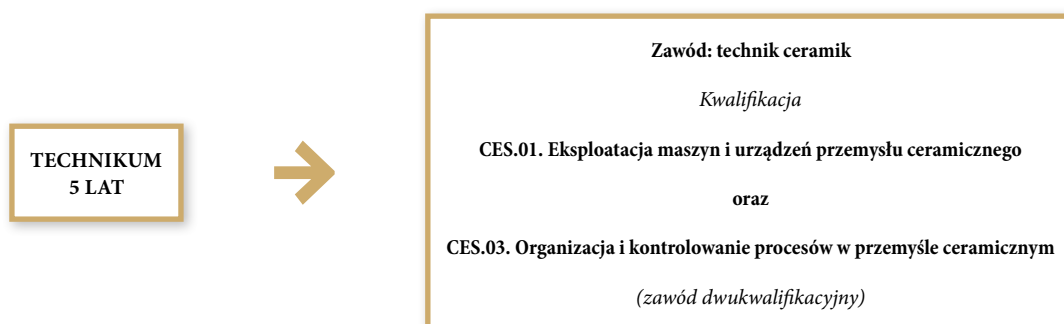 TECHNIKUM
5 LAT
Zawód: technik ceramik
Kwalifikacja
CES.01. Eksploatacja maszyn i urządzeń przemysłu ceramicznego
oraz
CES.03. Organizacja i kontrolowanie procesów w przemyśle ceramicznym
(zawód dwukwalifikacyjny)